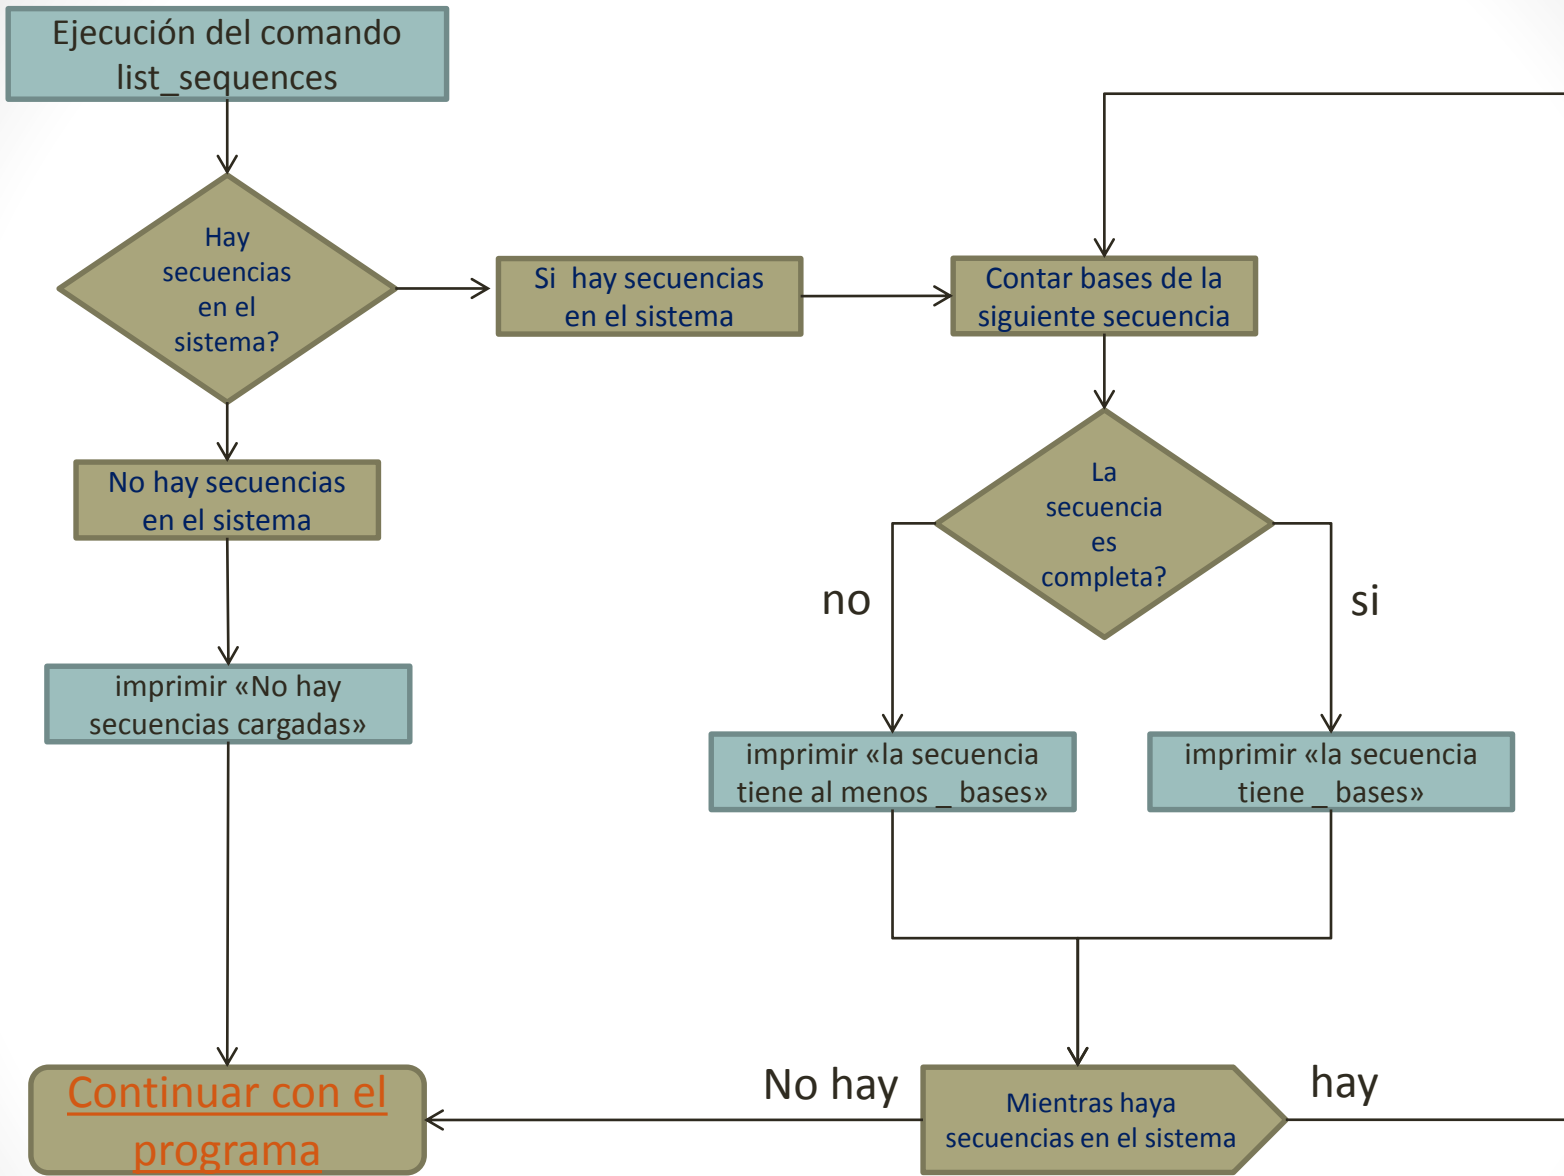 Ejecución del comando
list_sequences
Hay
secuencias
en el
sistema?
Si  hay secuencias
en el sistema
Contar bases de la
siguiente secuencia
No hay secuencias
en el sistema
La
secuencia
es
completa?
no
si
imprimir «No hay
secuencias cargadas»
imprimir «la secuencia
tiene al menos _ bases»
imprimir «la secuencia
tiene _ bases»
Continuar con el
programa
No hay
Mientras haya
secuencias en el sistema
hay